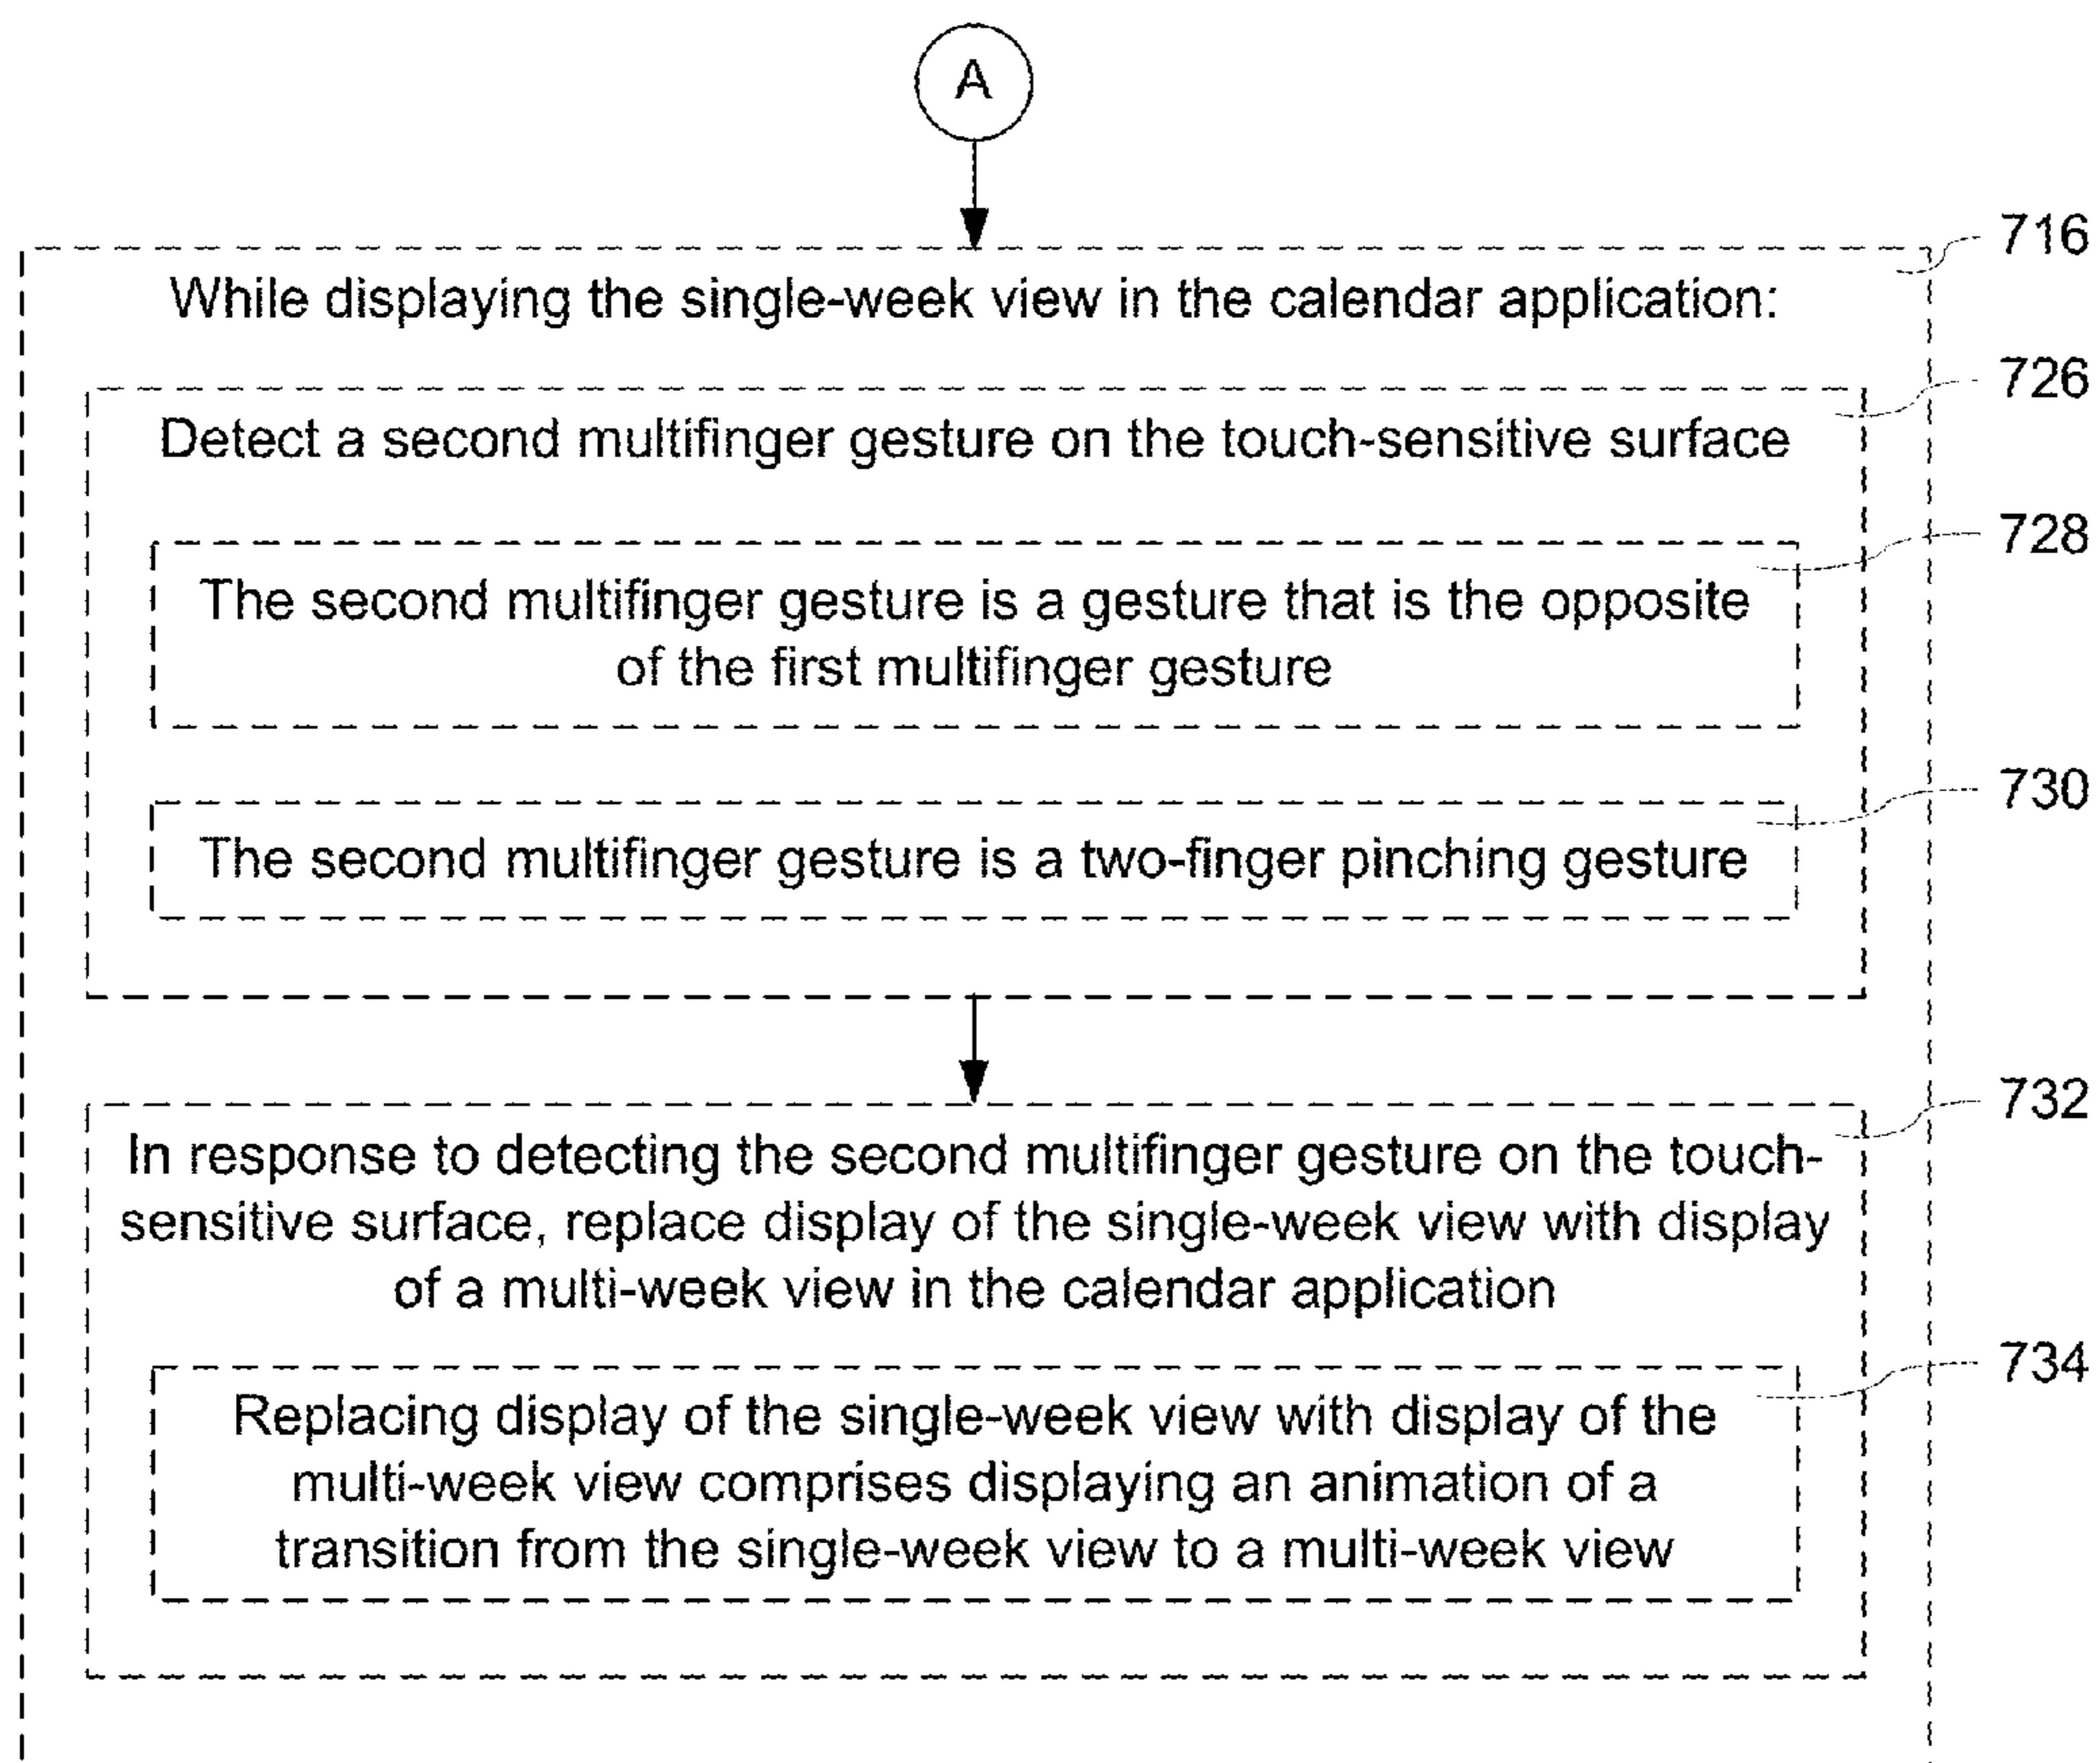 A
716
While displaying the single-week view in the calendar application:
726
Detect a second multifinger gesture on the touch-sensitive surface
728
The second multifinger gesture is a gesture that is the opposite
of the first multifinger gesture
730
The second multifinger gesture is a two-finger pinching gesture
732
In response to detecting the second multifinger gesture on the touch-
sensitive surface, replace display of the single-week view with display
of a multi-week view in the calendar application
734
Replacing display of the single-week view with display of the
multi-week view comprises displaying an animation of a
transition from the single-week view to a multi-week view